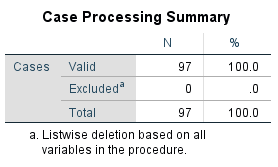 Case Processing Summary
N %
Cases Valid 97 100.0
Excludedᵃ 0 .0
Total 97 100.0
a. Listwise deletion based on all
variables in the procedure.